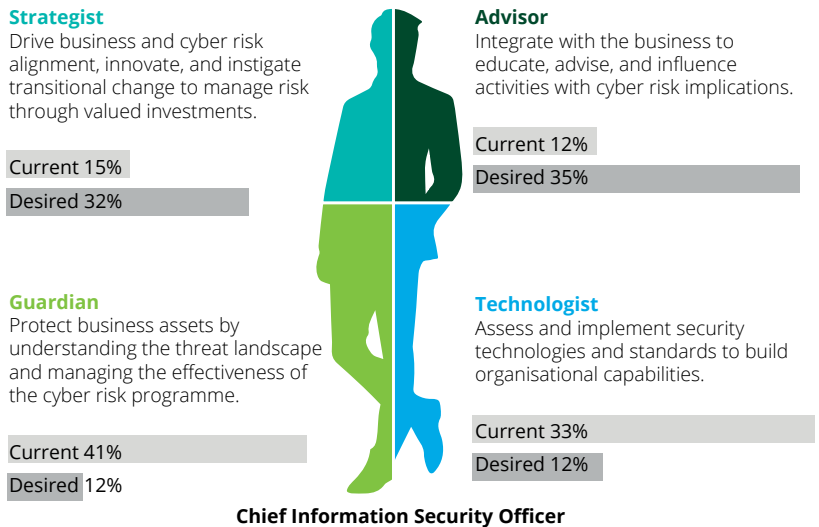 Strategist
Drive business and cyber risk
alignment, innovate, and instigate
transitional change to manage risk
through valued investments.
Current 15%
Desired 32%
Advisor
Integrate with the business to
educate, advise, and influence
activities with cyber risk implications.
Current 12%
Desired 35%
Guardian
Protect business assets by
understanding the threat landscape
and managing the effectiveness of
the cyber risk programme.
Current 41%
Desired 12%
Technologist
Assess and implement security
technologies and standards to build
organisational capabilities.
Current 33%
Desired 12%
Chief Information Security Officer